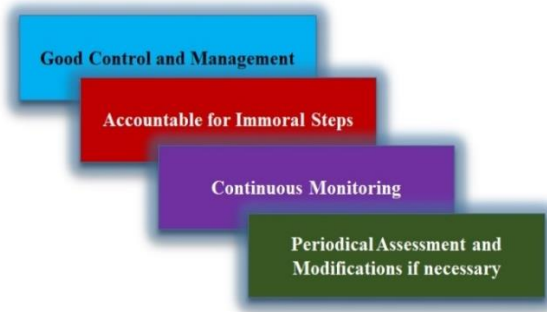 Good Control and Management
Accountable for Immoral Steps
Continuous Monitoring
Periodical Assessment and
Modifications if necessary